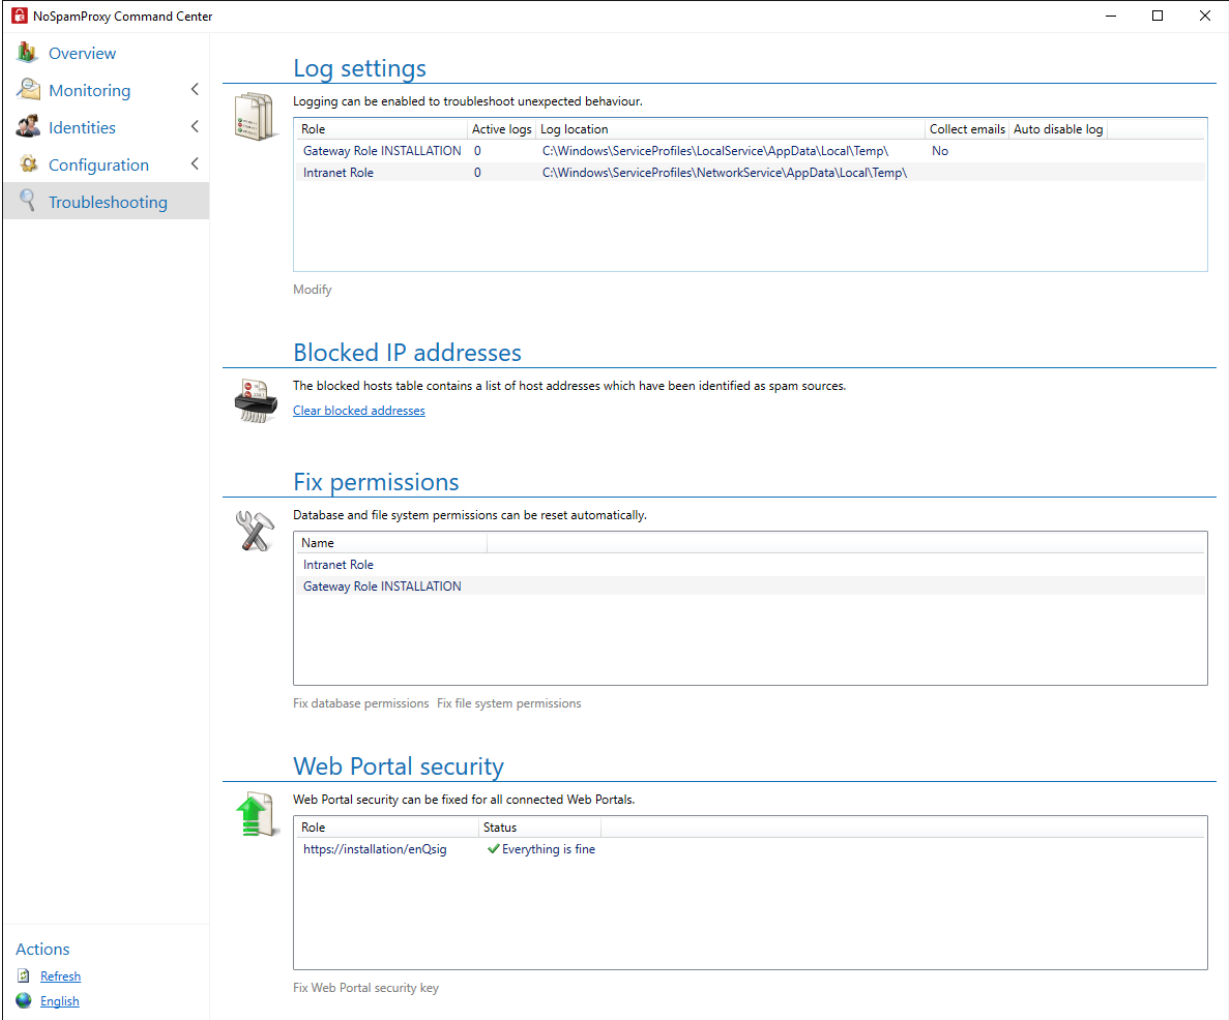 NoSpamProxy Command Center
Overview
Monitoring
Identities
Configuration
Troubleshooting
Log settings
Logging can be enabled to troubleshoot unexpected behaviour.
Role Active logs Log location Collect emails Auto disable log
Gateway Role INSTALLATION 0 C:\Windows\ServiceProfiles\LocalService\AppData\Local\Temp\ No
Intranet Role 0 C:\Windows\ServiceProfiles\NetworkService\AppData\Local\Temp\
Modify
Blocked IP addresses
The blocked hosts table contains a list of host addresses which have been identified as spam sources.
Clear blocked addresses
Fix permissions
Database and file system permissions can be reset automatically.
Name
Intranet Role
Gateway Role INSTALLATION
Fix database permissions Fix file system permissions
Web Portal security
Web Portal security can be fixed for all connected Web Portals.
Role Status
https://installation/enQsig Everything is fine
Fix Web Portal security key
Actions
Refresh
English